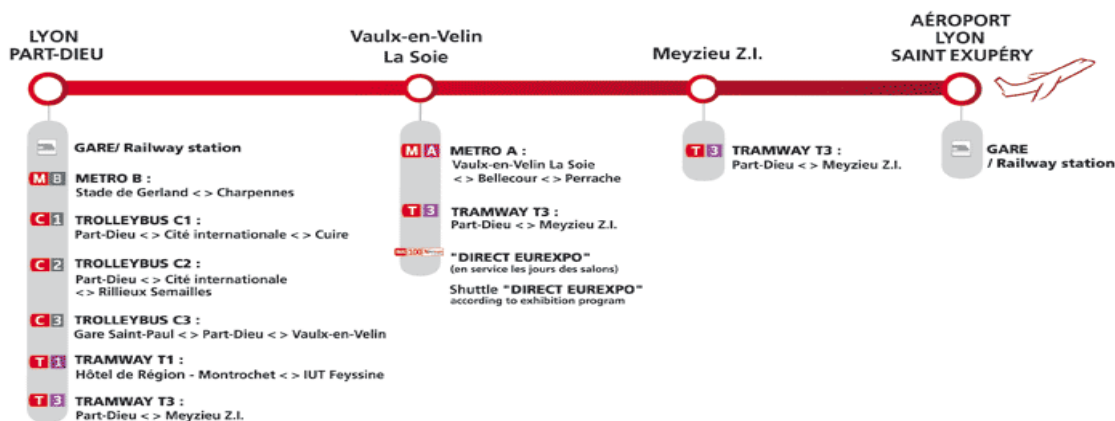 LYON
PART-DIEU
Vaulx-en-Velin
La Soie
Meyzieu Z.I.
AÉROPORT
LYON
SAINT EXUPÉRY
GARE/ Railway station
M B METRO B :
Stade de Gerland < > Charpennes
C 1 TROLLEYBUS C1 :
Part-Dieu < > Cité internationale < > Cuire
C 2 TROLLEYBUS C2 :
Part-Dieu < > Cité internationale
< > Rillieux Semailles
C 3 TROLLEYBUS C3 :
Gare Saint-Paul < > Part-Dieu < > Vaulx-en-Velin
T 1 TRAMWAY T1 :
Hôtel de Région - Montrochet < > IUT Feyssine
T 3 TRAMWAY T3 :
Part-Dieu < > Meyzieu Z.I.
M A METRO A :
Vaulx-en-Velin La Soie
< > Bellecour < > Perrache
T 3 TRAMWAY T3 :
Part-Dieu < > Meyzieu Z.I.
100 "DIRECT EUREXPO"
(en service les jours des salons)
Shuttle "DIRECT EUREXPO"
according to exhibition program
T 3 TRAMWAY T3 :
Part-Dieu < > Meyzieu Z.I.
GARE
/ Railway station